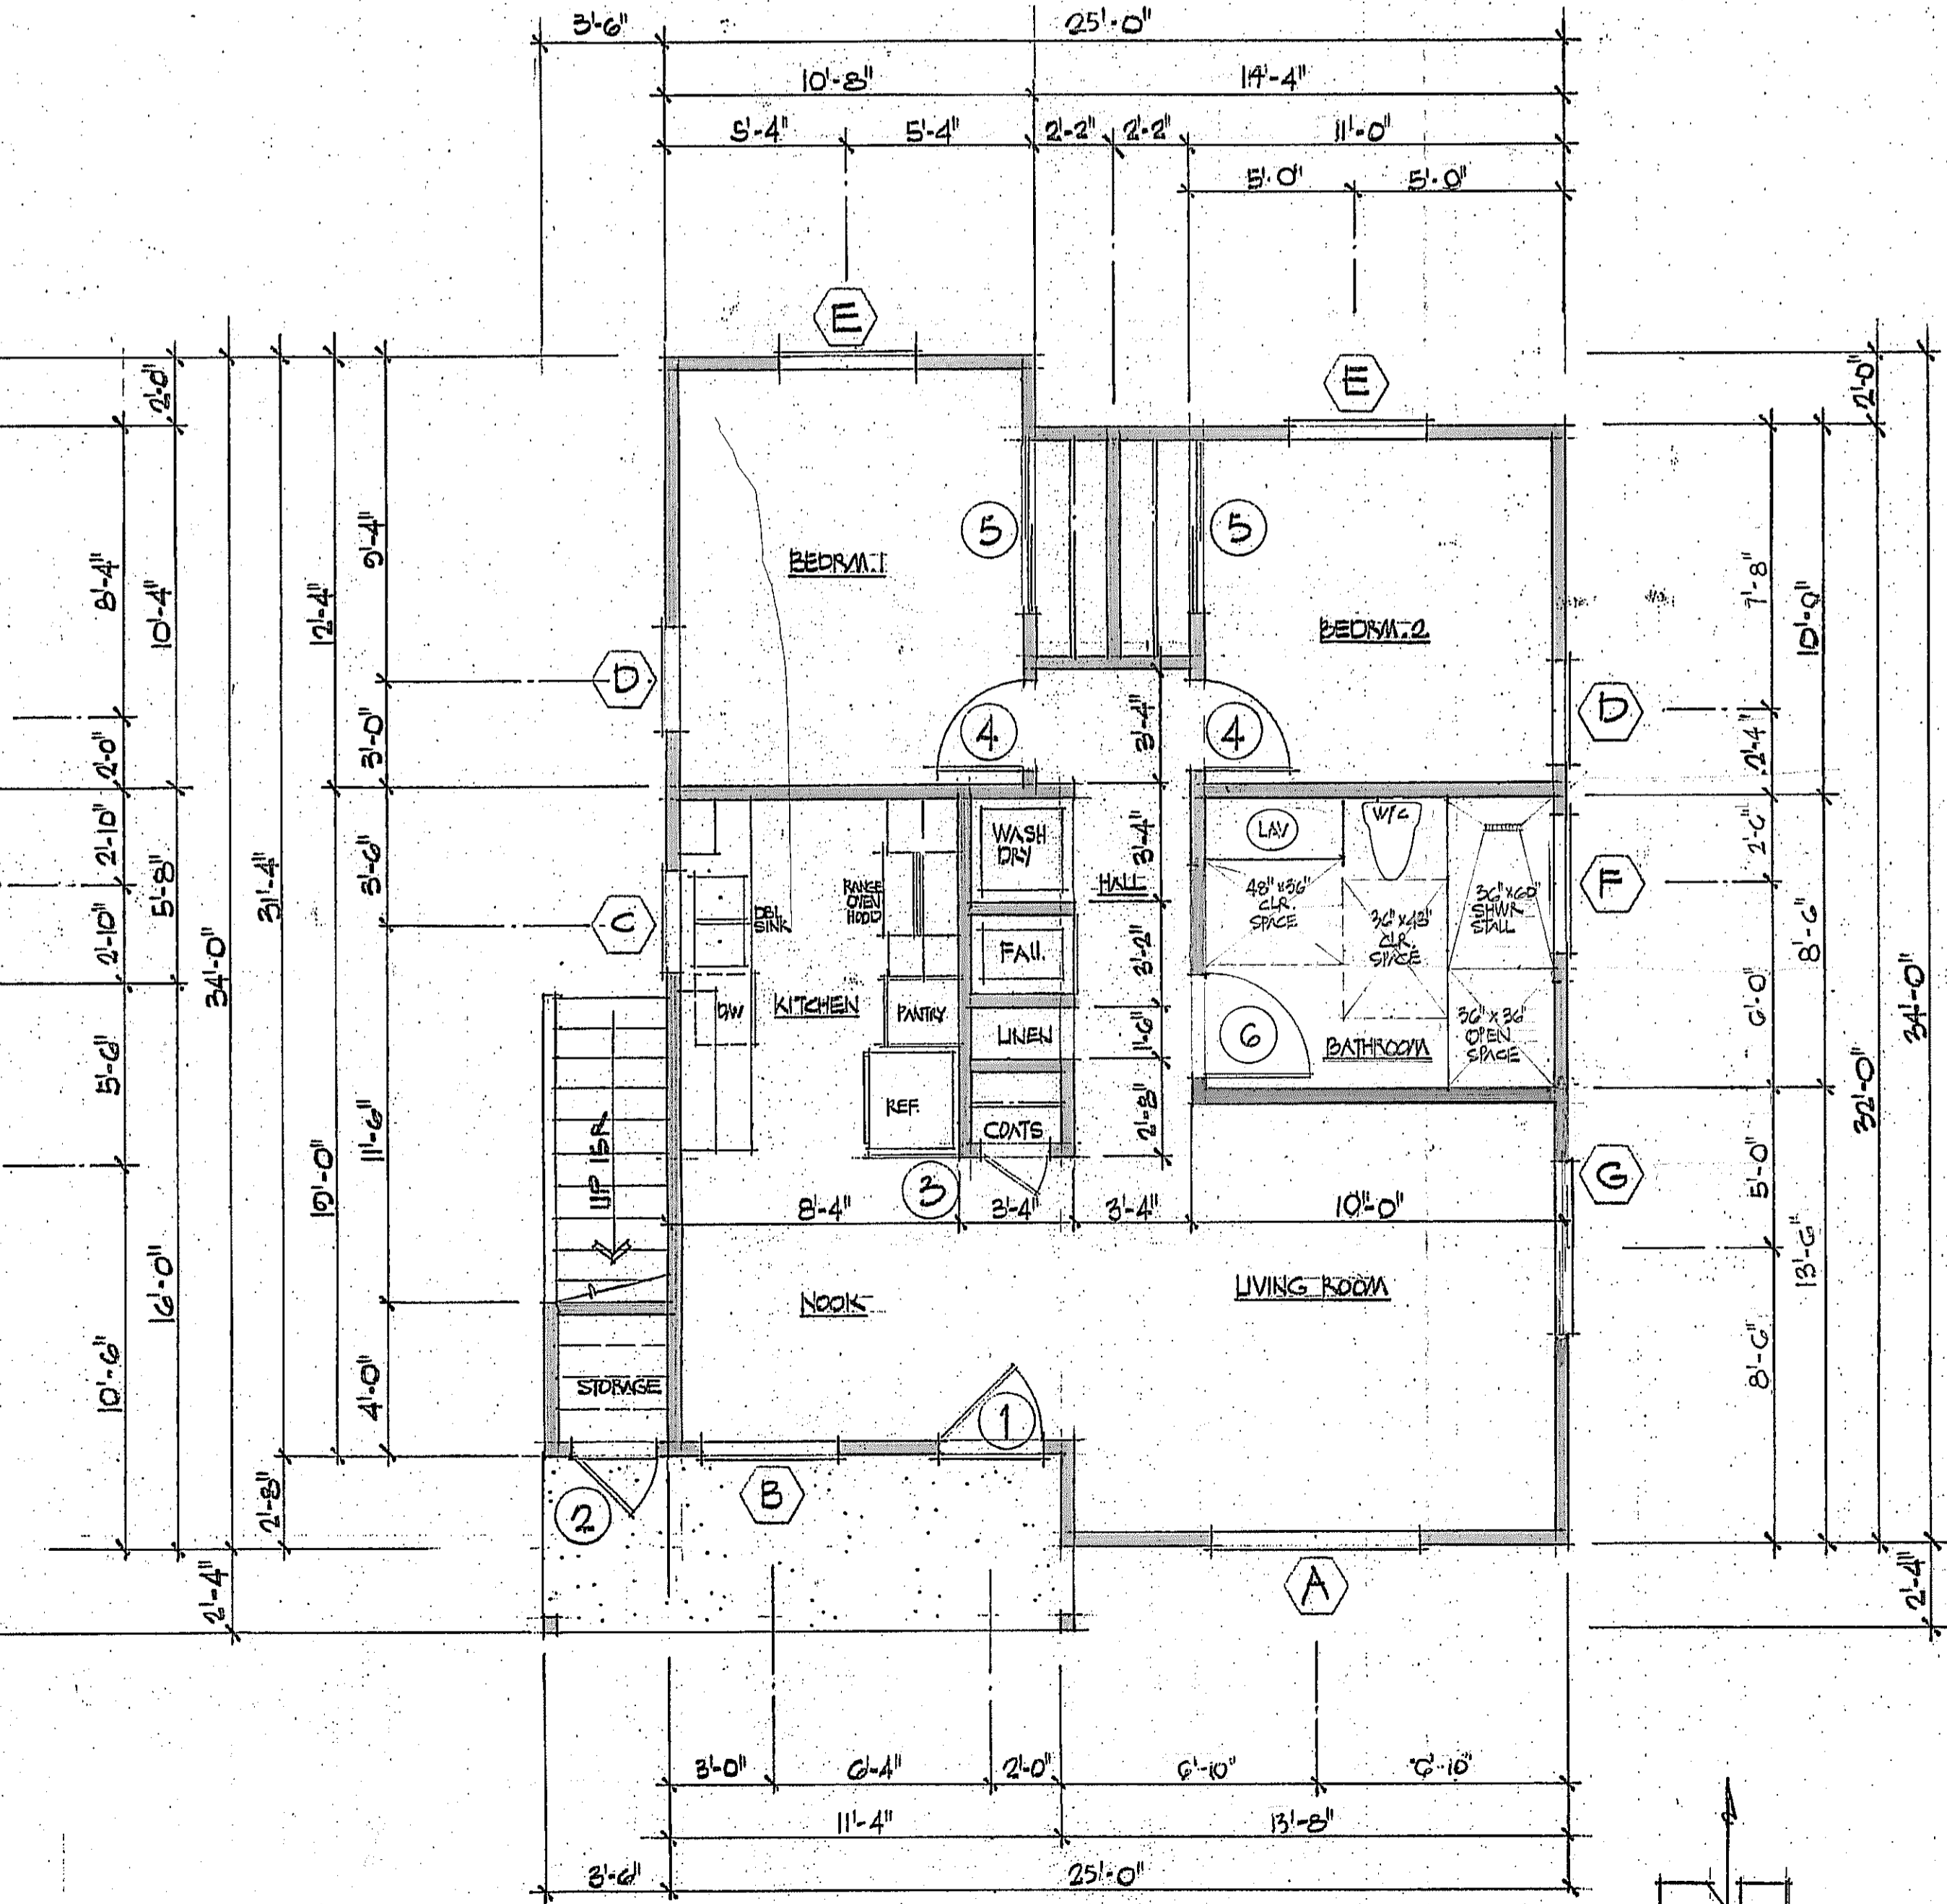 3'-6"
25'-0"
10'-8"
14'-4"
5'-4"
5'-4"
2'-2"
2'-2"
11'-0"
5'-0"
5'-0"
E
E
2'-0"
8'-4"
10'-4"
2'-0"
2'-10"
2'-10"
5'-8"
5'-6"
10'-6"
16'-0"
34'-0"
2'-4"
31'-4"
2'-8"
12'-4"
19'-0"
9'-4"
3'-0"
3'-6"
11'-6"
4'-0"
D
C
BEDRM. 1
5
5
BEDRM. 2
4
4
3'-4"
3'-4"
3'-2"
1'-6"
2'-8"
D
F
G
WASH
DRY
HALL
FAU.
LINEN
COATS
RANGE
OVEN
HOOD
DBL
SINK
D/W
KITCHEN
PANTRY
REF.
LAV
W/C
48" x 36"
CLR.
SPACE
36" x 48"
CLR.
SPACE
36" x 60"
SHWR
STALL
36" x 36"
OPEN
SPACE
6
BATHROOM
UP 15R
3
8'-4"
3'-4"
3'-4"
10'-0"
NOOK
LIVING ROOM
STORAGE
1
2
B
A
2'-0"
7'-8"
10'-0"
2'-4"
2'-6"
8'-6"
6'-0"
5'-0"
13'-6"
8'-6"
32'-0"
34'-0"
2'-4"
3'-0"
6'-4"
2'-0"
6'-10"
6'-10"
11'-4"
13'-8"
3'-6"
25'-0"